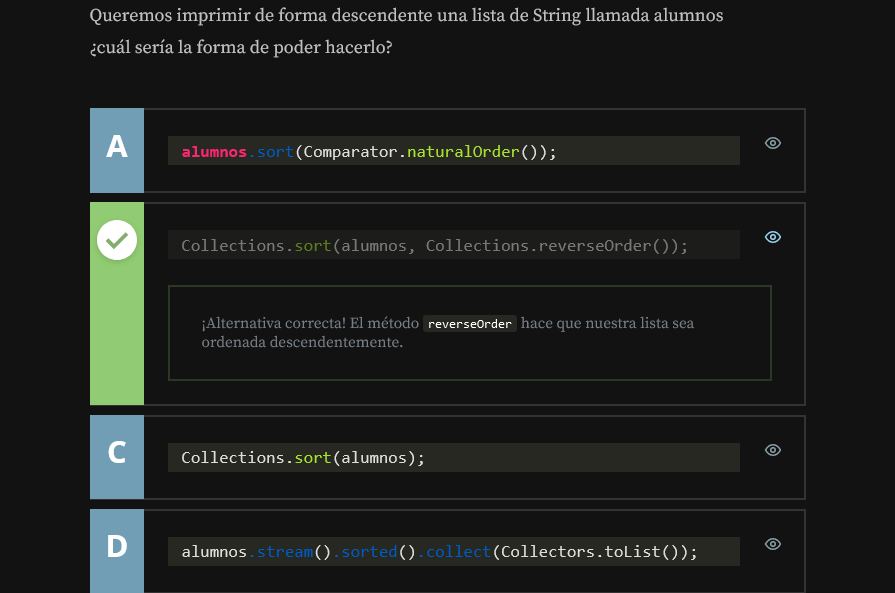 Queremos imprimir de forma descendente una lista de String llamada alumnos
¿cuál sería la forma de poder hacerlo?
A
alumnos.sort(Comparator.naturalOrder());
Collections.sort(alumnos, Collections.reverseOrder());
¡Alternativa correcta! El método reverseOrder hace que nuestra lista sea
ordenada descendentemente.
C
Collections.sort(alumnos);
D
alumnos.stream().sorted().collect(Collectors.toList());